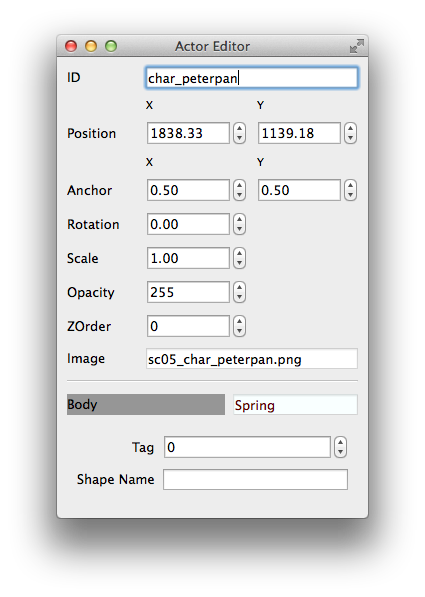 Actor Editor
ID char_peterpan
X Y
Position 1838.33 1139.18
X Y
Anchor 0.50 0.50
Rotation 0.00
Scale 1.00
Opacity 255
ZOrder 0
Image sc05_char_peterpan.png
Body Spring
Tag 0
Shape Name